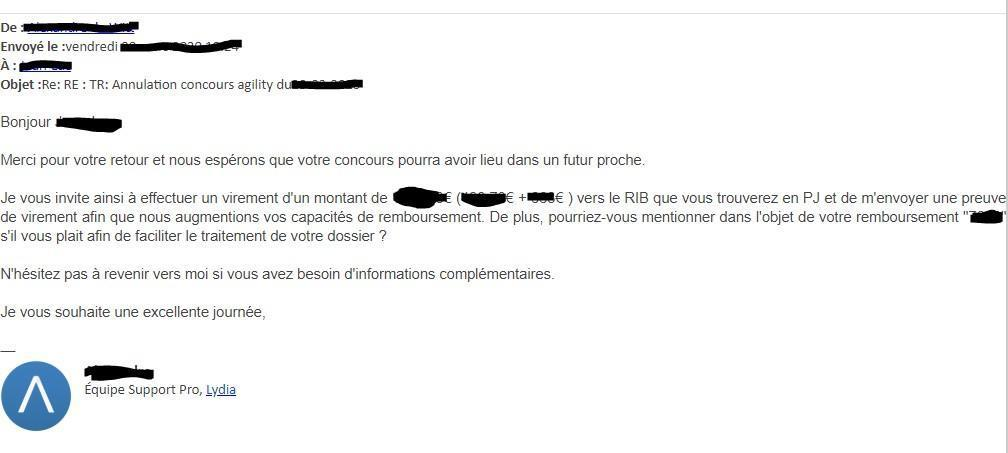 De :
Envoyé le :vendredi
À :
Objet :Re: RE : TR: Annulation concours agility du
Bonjour
Merci pour votre retour et nous espérons que votre concours pourra avoir lieu dans un futur proche.
Je vous invite ainsi à effectuer un virement d'un montant de € ( € + € ) vers le RIB que vous trouverez en PJ et de m'envoyer une preuve
de virement afin que nous augmentions vos capacités de remboursement. De plus, pourriez-vous mentionner dans l'objet de votre remboursement " "
s'il vous plait afin de faciliter le traitement de votre dossier ?
N'hésitez pas à revenir vers moi si vous avez besoin d'informations complémentaires.
Je vous souhaite une excellente journée,
—
Équipe Support Pro, Lydia